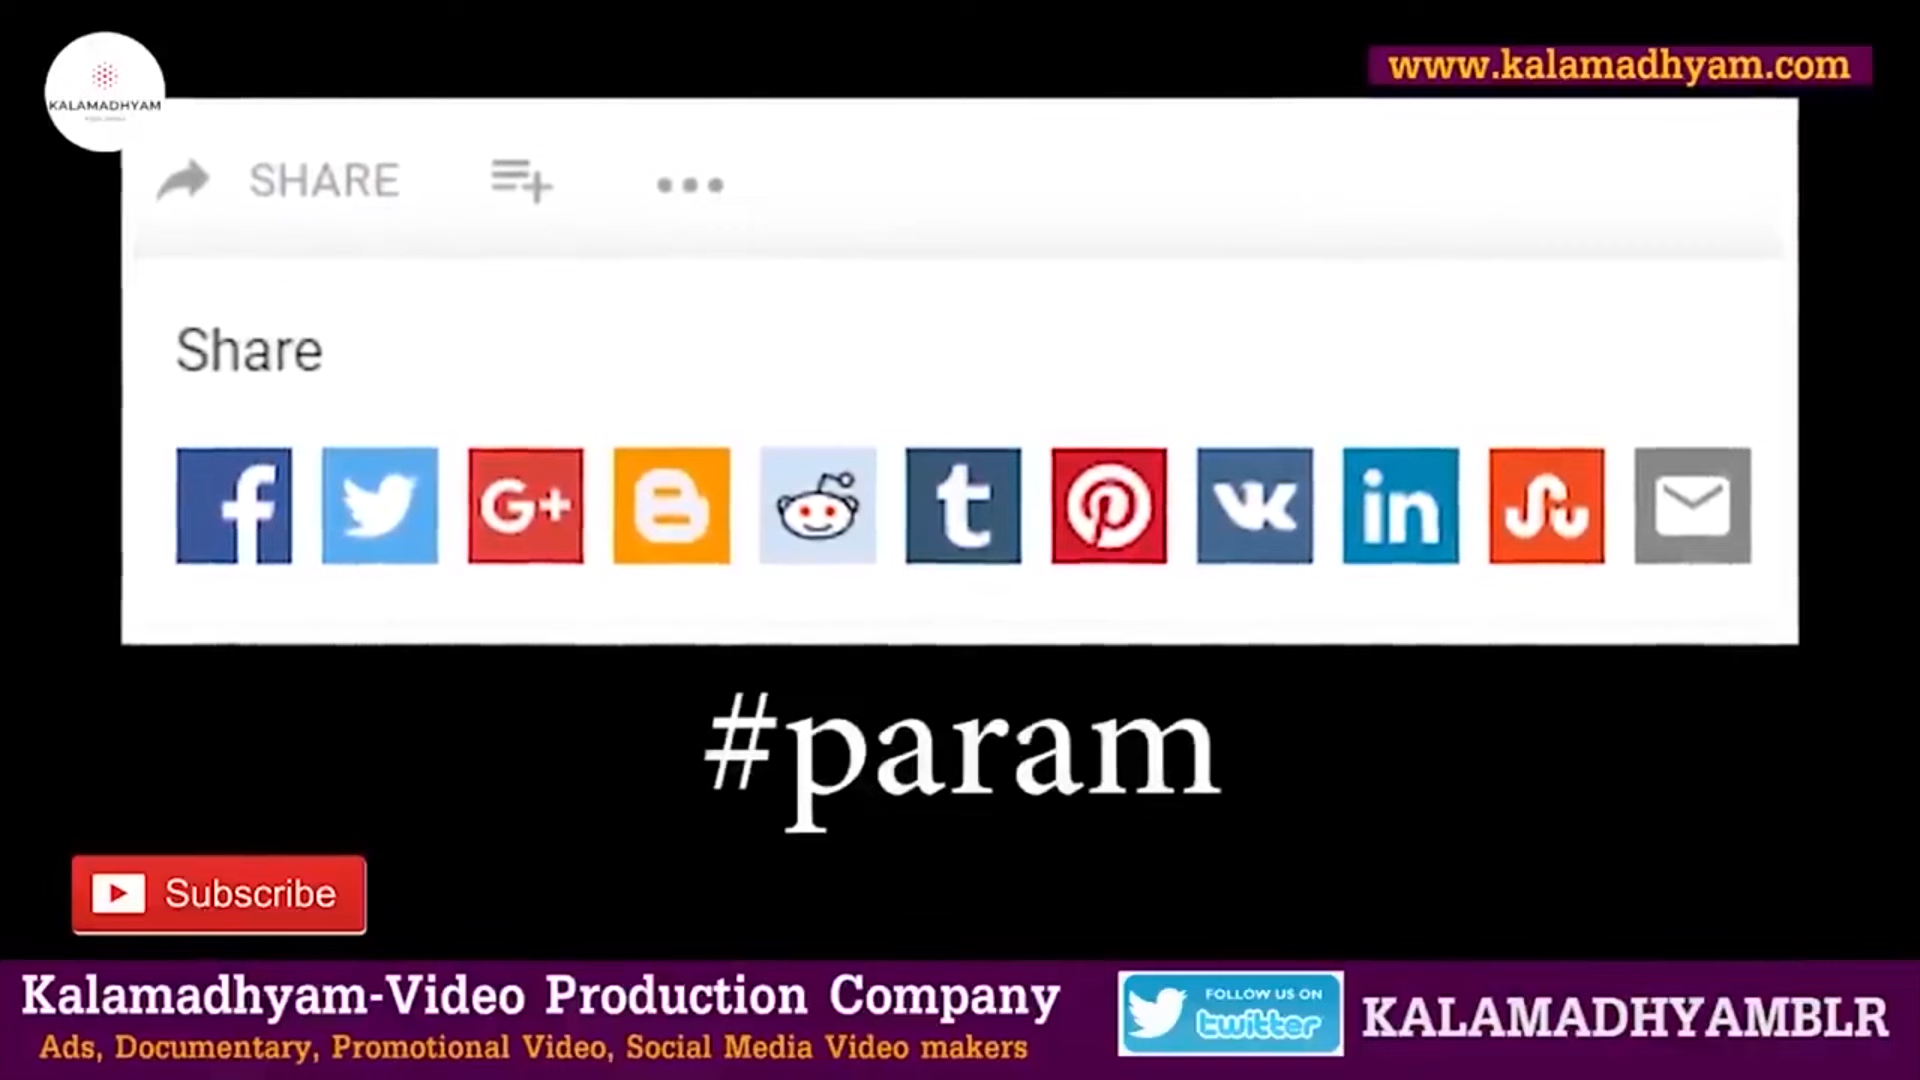 KALAMADHYAM
www.kalamadhyam.com
SHARE
Share
f G+ B t P VK in
#param
Subscribe
Kalamadhyam-Video Production Company
Ads, Documentary, Promotional Video, Social Media Video makers
FOLLOW US ON
twitter
KALAMADHYAMBLR